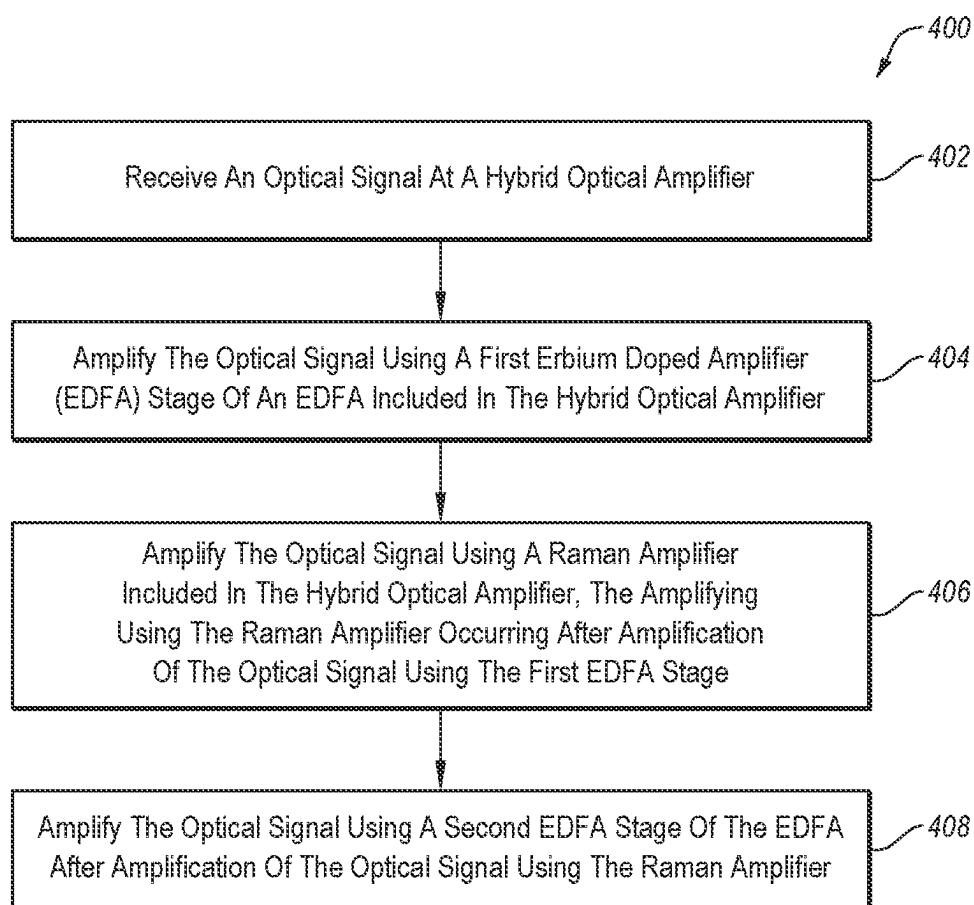 400
Receive An Optical Signal At A Hybrid Optical Amplifier
402
Amplify The Optical Signal Using A First Erbium Doped Amplifier
(EDFA) Stage Of An EDFA Included In The Hybrid Optical Amplifier
404
Amplify The Optical Signal Using A Raman Amplifier
Included In The Hybrid Optical Amplifier, The Amplifying
Using The Raman Amplifier Occurring After Amplification
Of The Optical Signal Using The First EDFA Stage
406
Amplify The Optical Signal Using A Second EDFA Stage Of The EDFA
After Amplification Of The Optical Signal Using The Raman Amplifier
408